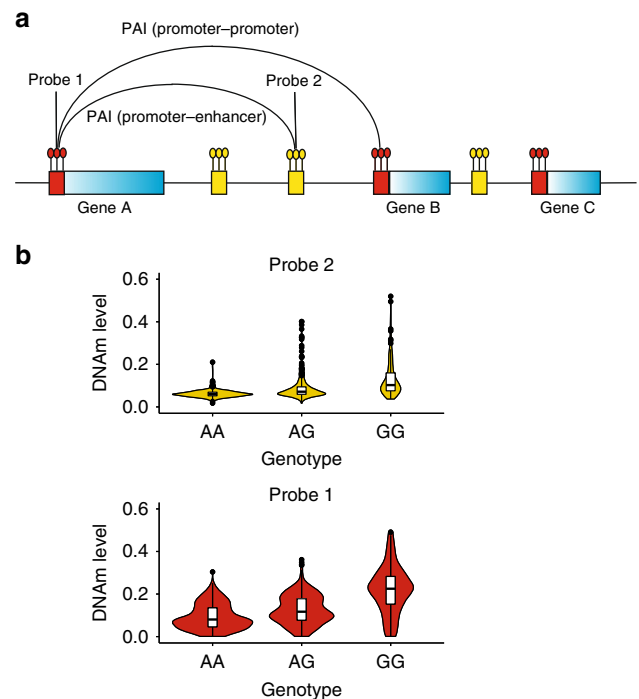 a
PAI (promoter–promoter)
Probe 1
Probe 2
PAI (promoter–enhancer)
Gene A
Gene B
Gene C
b
Probe 2
DNAm level
0.6
0.4
0.2
0.0
AA
AG
GG
Genotype
Probe 1
DNAm level
0.6
0.4
0.2
0.0
AA
AG
GG
Genotype